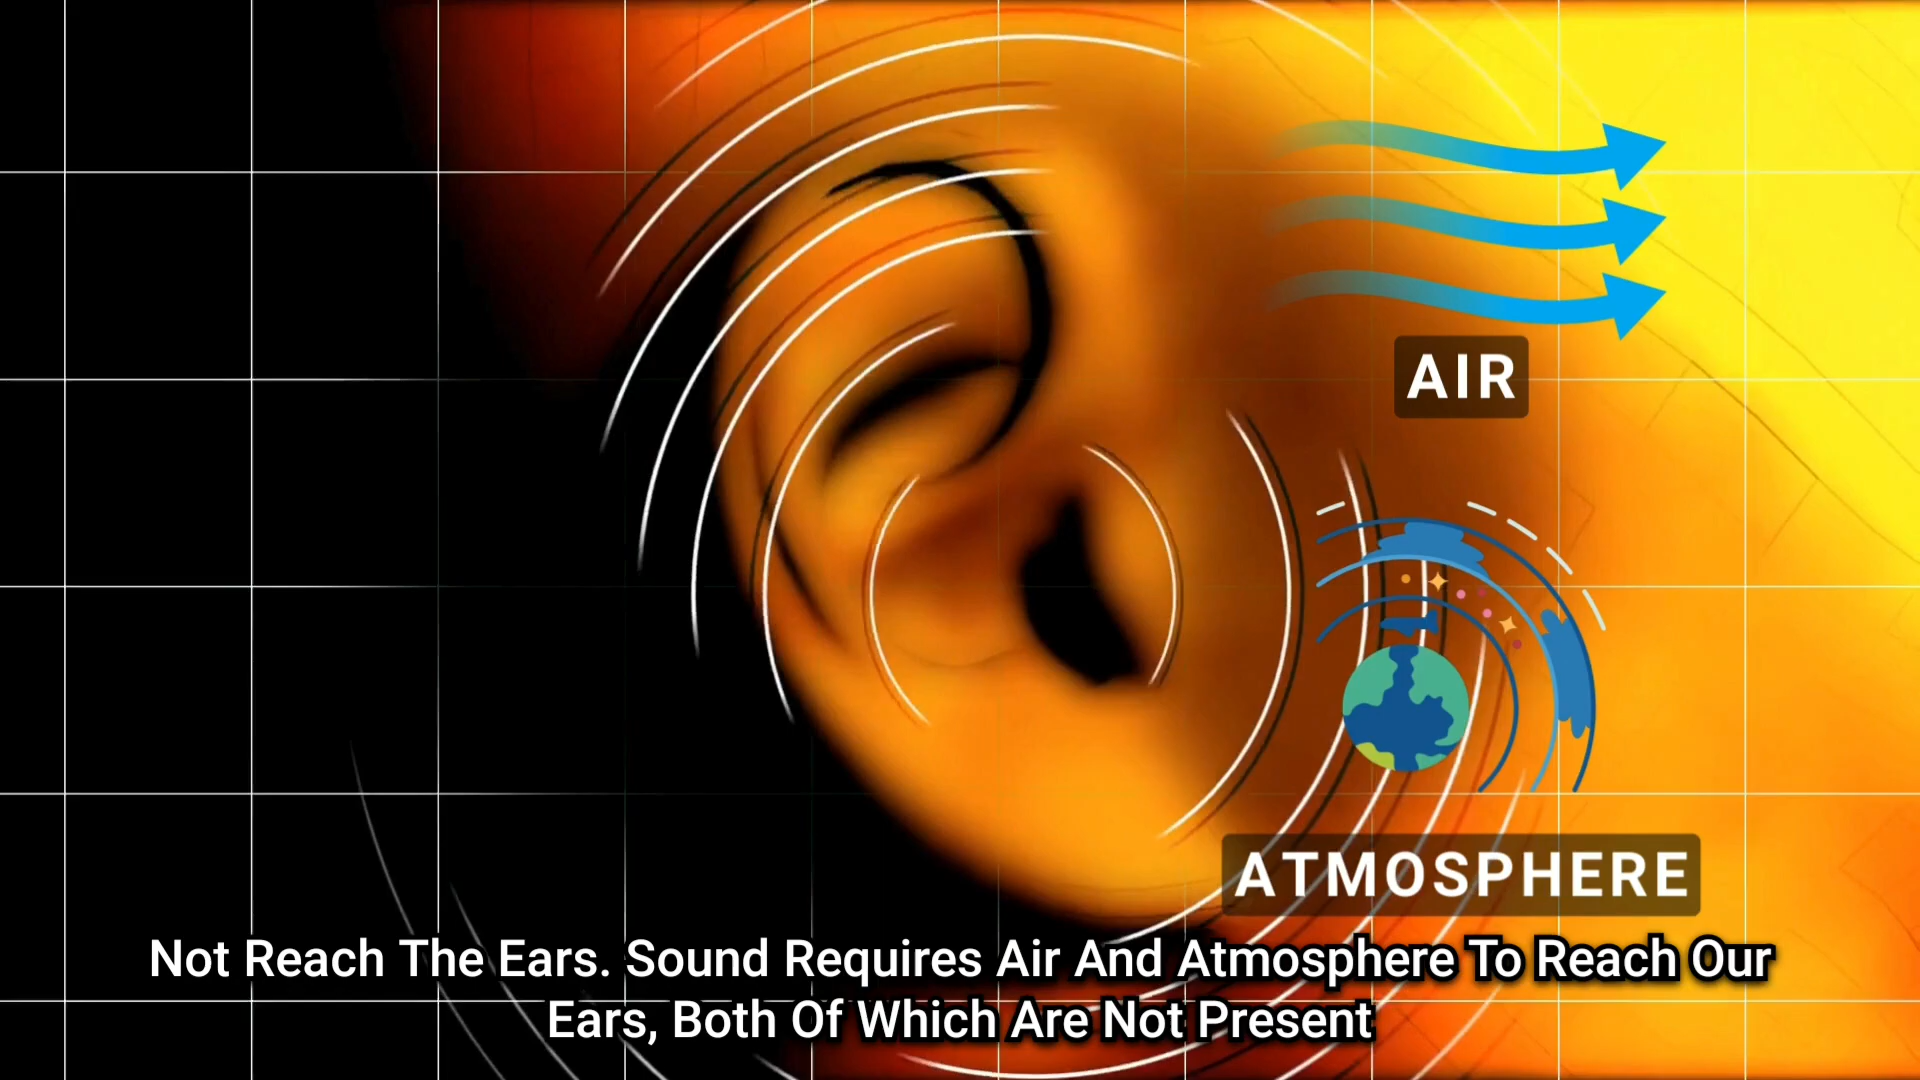 AIR
ATMOSPHERE
Not Reach The Ears. Sound Requires Air And Atmosphere To Reach Our
Ears, Both Of Which Are Not Present